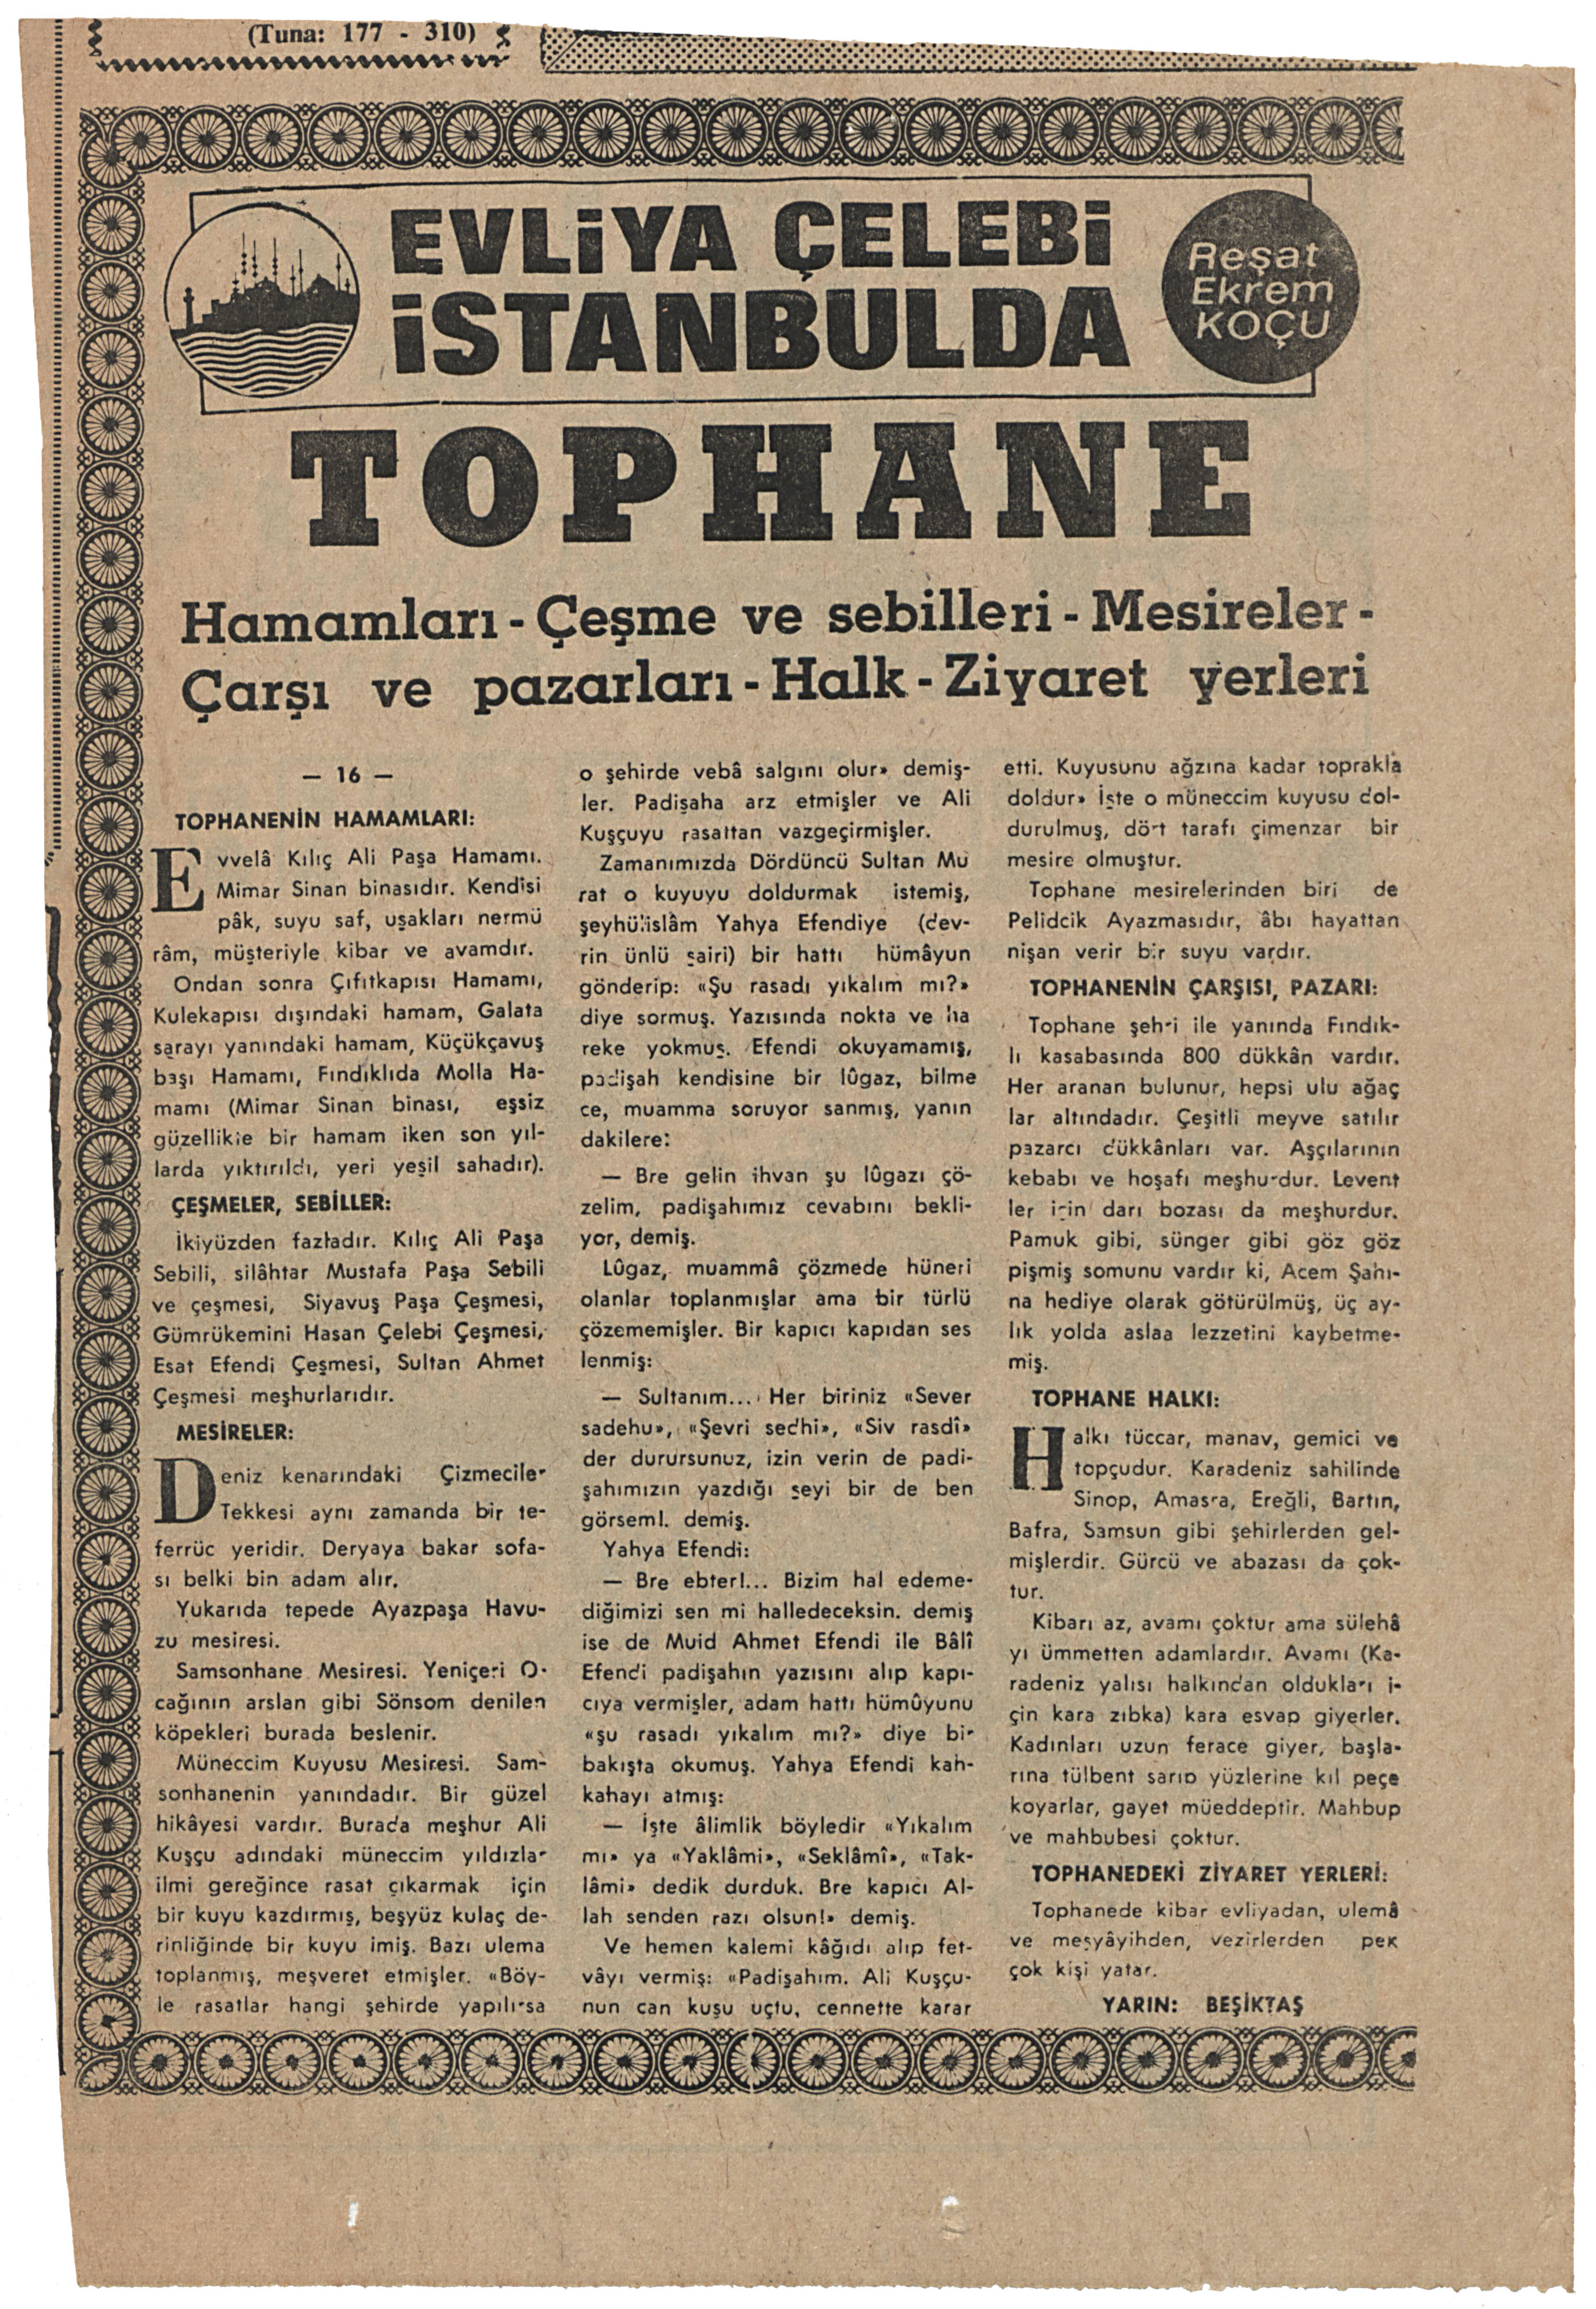 (Tuna: 177 - 310)
EVLİYA ÇELEBİ
İSTANBULDA
Reşat
Ekrem
KOÇU
TOPHANE
Hamamları - Çeşme ve sebilleri - Mesireler -
Çarşı ve pazarları - Halk - Ziyaret yerleri
— 16 —
TOPHANENİN HAMAMLARI:
Evvelâ Kılıç Ali Paşa Hamamı.
Mimar Sinan binasıdır. Kendisi
pâk, suyu saf, uşakları nermü
râm, müşteriyle kibar ve avamdır.
Ondan sonra Çıfıtkapısı Hamamı,
Kulekapısı dışındaki hamam, Galata
sarayı yanındaki hamam, Küçükçavuş
başı Hamamı, Fındıklıda Molla Ha-
mamı (Mimar Sinan binası, eşsiz
güzellikle bir hamam iken son yıl-
larda yıktırıldı, yeri yeşil sahadır).
ÇEŞMELER, SEBİLLER:
İkiyüzden fazladır. Kılıç Ali Paşa
Sebili, silâhtar Mustafa Paşa Sebili
ve çeşmesi, Siyavuş Paşa Çeşmesi,
Gümrükemini Hasan Çelebi Çeşmesi,
Esat Efendi Çeşmesi, Sultan Ahmet
Çeşmesi meşhurlarıdır.
MESİRELER:
Deniz kenarındaki Çizmeciler
Tekkesi aynı zamanda bir te-
ferrüc yeridir. Deryaya bakar sofa-
sı belki bin adam alır.
Yukarıda tepede Ayazpaşa Havu-
zu mesiresi.
Samsonhane Mesiresi. Yeniçeri O-
cağının arslan gibi Sönsom denilen
köpekleri burada beslenir.
Müneccim Kuyusu Mesiresi. Sam-
sonhanenin yanındadır. Bir güzel
hikâyesi vardır. Burada meşhur Ali
Kuşçu adındaki müneccim yıldızlar
ilmi gereğince rasat çıkarmak için
bir kuyu kazdırmış, beşyüz kulaç de-
rinliğinde bir kuyu imiş. Bazı ulema
toplanmış, meşveret etmişler. «Böy-
le rasatlar hangi şehirde yapılırsa
o şehirde vebâ salgını olur» demiş-
ler. Padişaha arz etmişler ve Ali
Kuşçuyu rasattan vazgeçirmişler.
Zamanımızda Dördüncü Sultan Mu
rat o kuyuyu doldurmak istemiş,
şeyhülislâm Yahya Efendiye (dev-
rin ünlü şairi) bir hattı hümâyun
gönderip: «Şu rasadı yıkalım mı?»
diye sormuş. Yazısında nokta ve ha
reke yokmuş. Efendi okuyamamış,
padişah kendisine bir lûgaz, bilme
ce, muamma soruyor sanmış, yanın
dakilere:
— Bre gelin ihvan şu lûgazı çö-
zelim, padişahımız cevabını bekli-
yor, demiş.
Lûgaz, muammâ çözmede hüneri
olanlar toplanmışlar ama bir türlü
çözememişler. Bir kapıcı kapıdan ses
lenmiş:
— Sultanım... Her biriniz «Sever
sadehu», «Şevri sedhi», «Siv rasdî»
der durursunuz, izin verin de padi-
şahımızın yazdığı şeyi bir de ben
görsem!. demiş.
Yahya Efendi:
— Bre ebter!... Bizim hal edeme-
diğimizi sen mi halledeceksin. demiş
ise de Muid Ahmet Efendi ile Bâlî
Efendi padişahın yazısını alıp kapı-
cıya vermişler, adam hattı hümûyunu
«şu rasadı yıkalım mı?» diye bir
bakışta okumuş. Yahya Efendi kah-
kahayı atmış:
— İşte âlimlik böyledir «Yıkalım
mı» ya «Yaklâmi», «Seklâmî», «Tak-
lâmi» dedik durduk. Bre kapıcı Al-
lah senden razı olsun!» demiş.
Ve hemen kalemi kâğıdı alıp fet-
vâyı vermiş: «Padişahım. Ali Kuşçu-
nun can kuşu uçtu, cennette karar
etti. Kuyusunu ağzına kadar toprakla
doldur» İşte o müneccim kuyusu dol-
durulmuş, dört tarafı çimenzar bir
mesire olmuştur.
Tophane mesirelerinden biri de
Pelidcik Ayazmasıdır, âbı hayattan
nişan verir bir suyu vardır.
TOPHANENİN ÇARŞISI, PAZARI:
Tophane şehri ile yanında Fındık-
lı kasabasında 800 dükkân vardır.
Her aranan bulunur, hepsi ulu ağaç
lar altındadır. Çeşitli meyve satılır
pazarcı dükkânları var. Aşçılarının
kebabı ve hoşafı meşhurdur. Levent
ler için darı bozası da meşhurdur.
Pamuk gibi, sünger gibi göz göz
pişmiş somunu vardır ki, Acem Şahı-
na hediye olarak götürülmüş, üç ay-
lık yolda aslaa lezzetini kaybetme-
miş.
TOPHANE HALKI:
Halkı tüccar, manav, gemici ve
topçudur. Karadeniz sahilinde
Sinop, Amasra, Ereğli, Bartın,
Bafra, Samsun gibi şehirlerden gel-
mişlerdir. Gürcü ve abazası da çok-
tur.
Kibarı az, avamı çoktur ama sülehâ
yı ümmetten adamlardır. Avamı (Ka-
radeniz yalısı halkından oldukları i-
çin kara zıbka) kara esvap giyerler.
Kadınları uzun ferace giyer, başla-
rına tülbent sarıp yüzlerine kıl peçe
koyarlar, gayet müeddeptir. Mahbup
ve mahbubesi çoktur.
TOPHANEDEKİ ZİYARET YERLERİ:
Tophanede kibar evliyadan, ulemâ
ve meşyâyihden, vezirlerden pek
çok kişi yatar.
YARIN: BEŞİKTAŞ